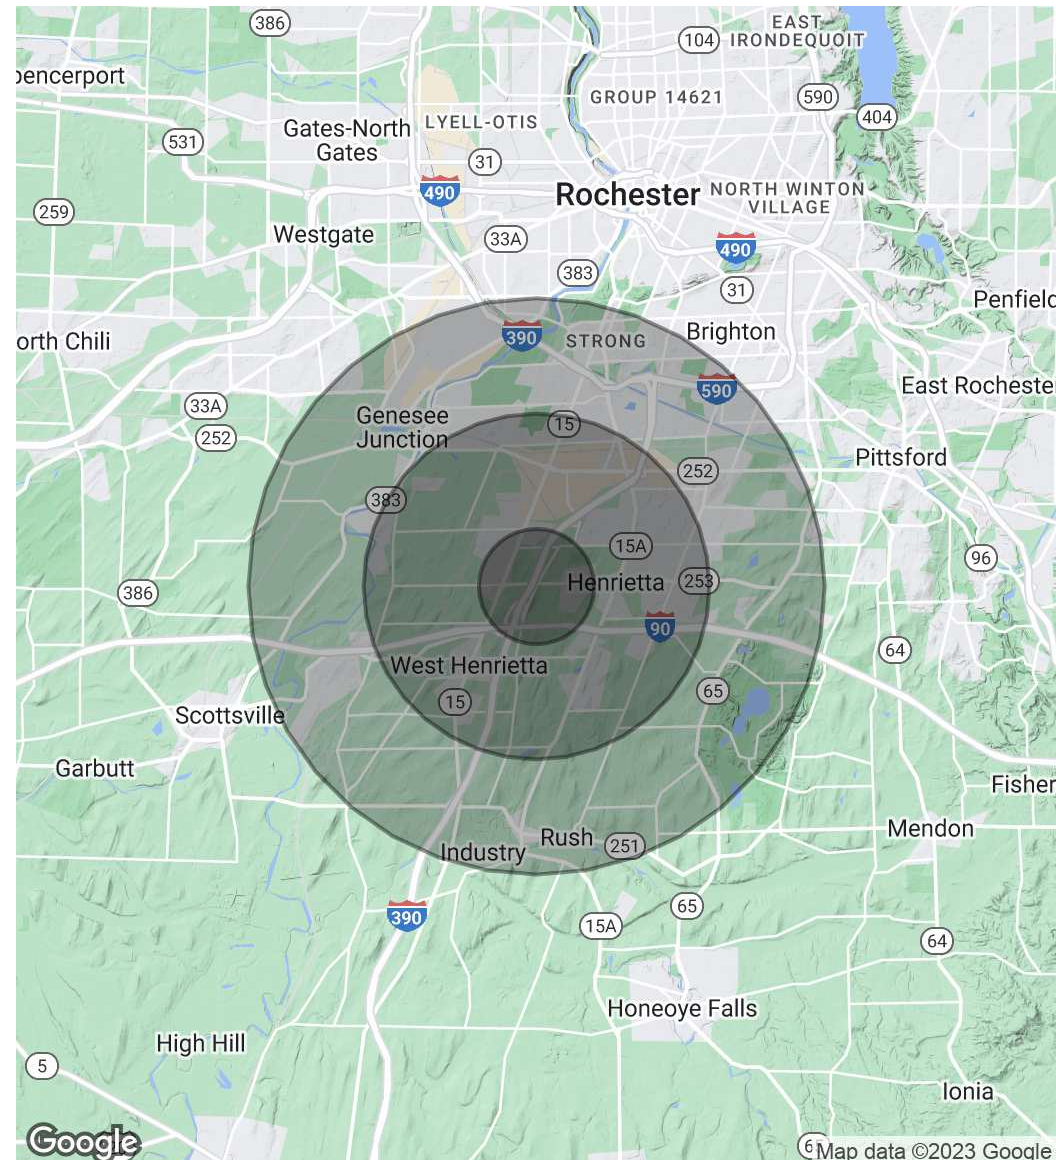 386
EAST
IRONDEQUOIT
104
pencerport
590
GROUP 14621
404
LYELL-OTIS
Gates-North
Gates
531
31
490
Rochester
NORTH WINTON
VILLAGE
259
Westgate
33A
490
383
31
Penfield
390
STRONG
Brighton
orth Chili
590
East Rocheste
33A
Genesee
Junction
15
252
Pittsford
252
383
15A
96
Henrietta
253
386
90
64
West Henrietta
65
15
Scottsville
Garbutt
Fisher
Mendon
Rush
251
Industry
390
65
15A
64
Honeoye Falls
High Hill
5
Ionia
Google
Map data ©2023 Google